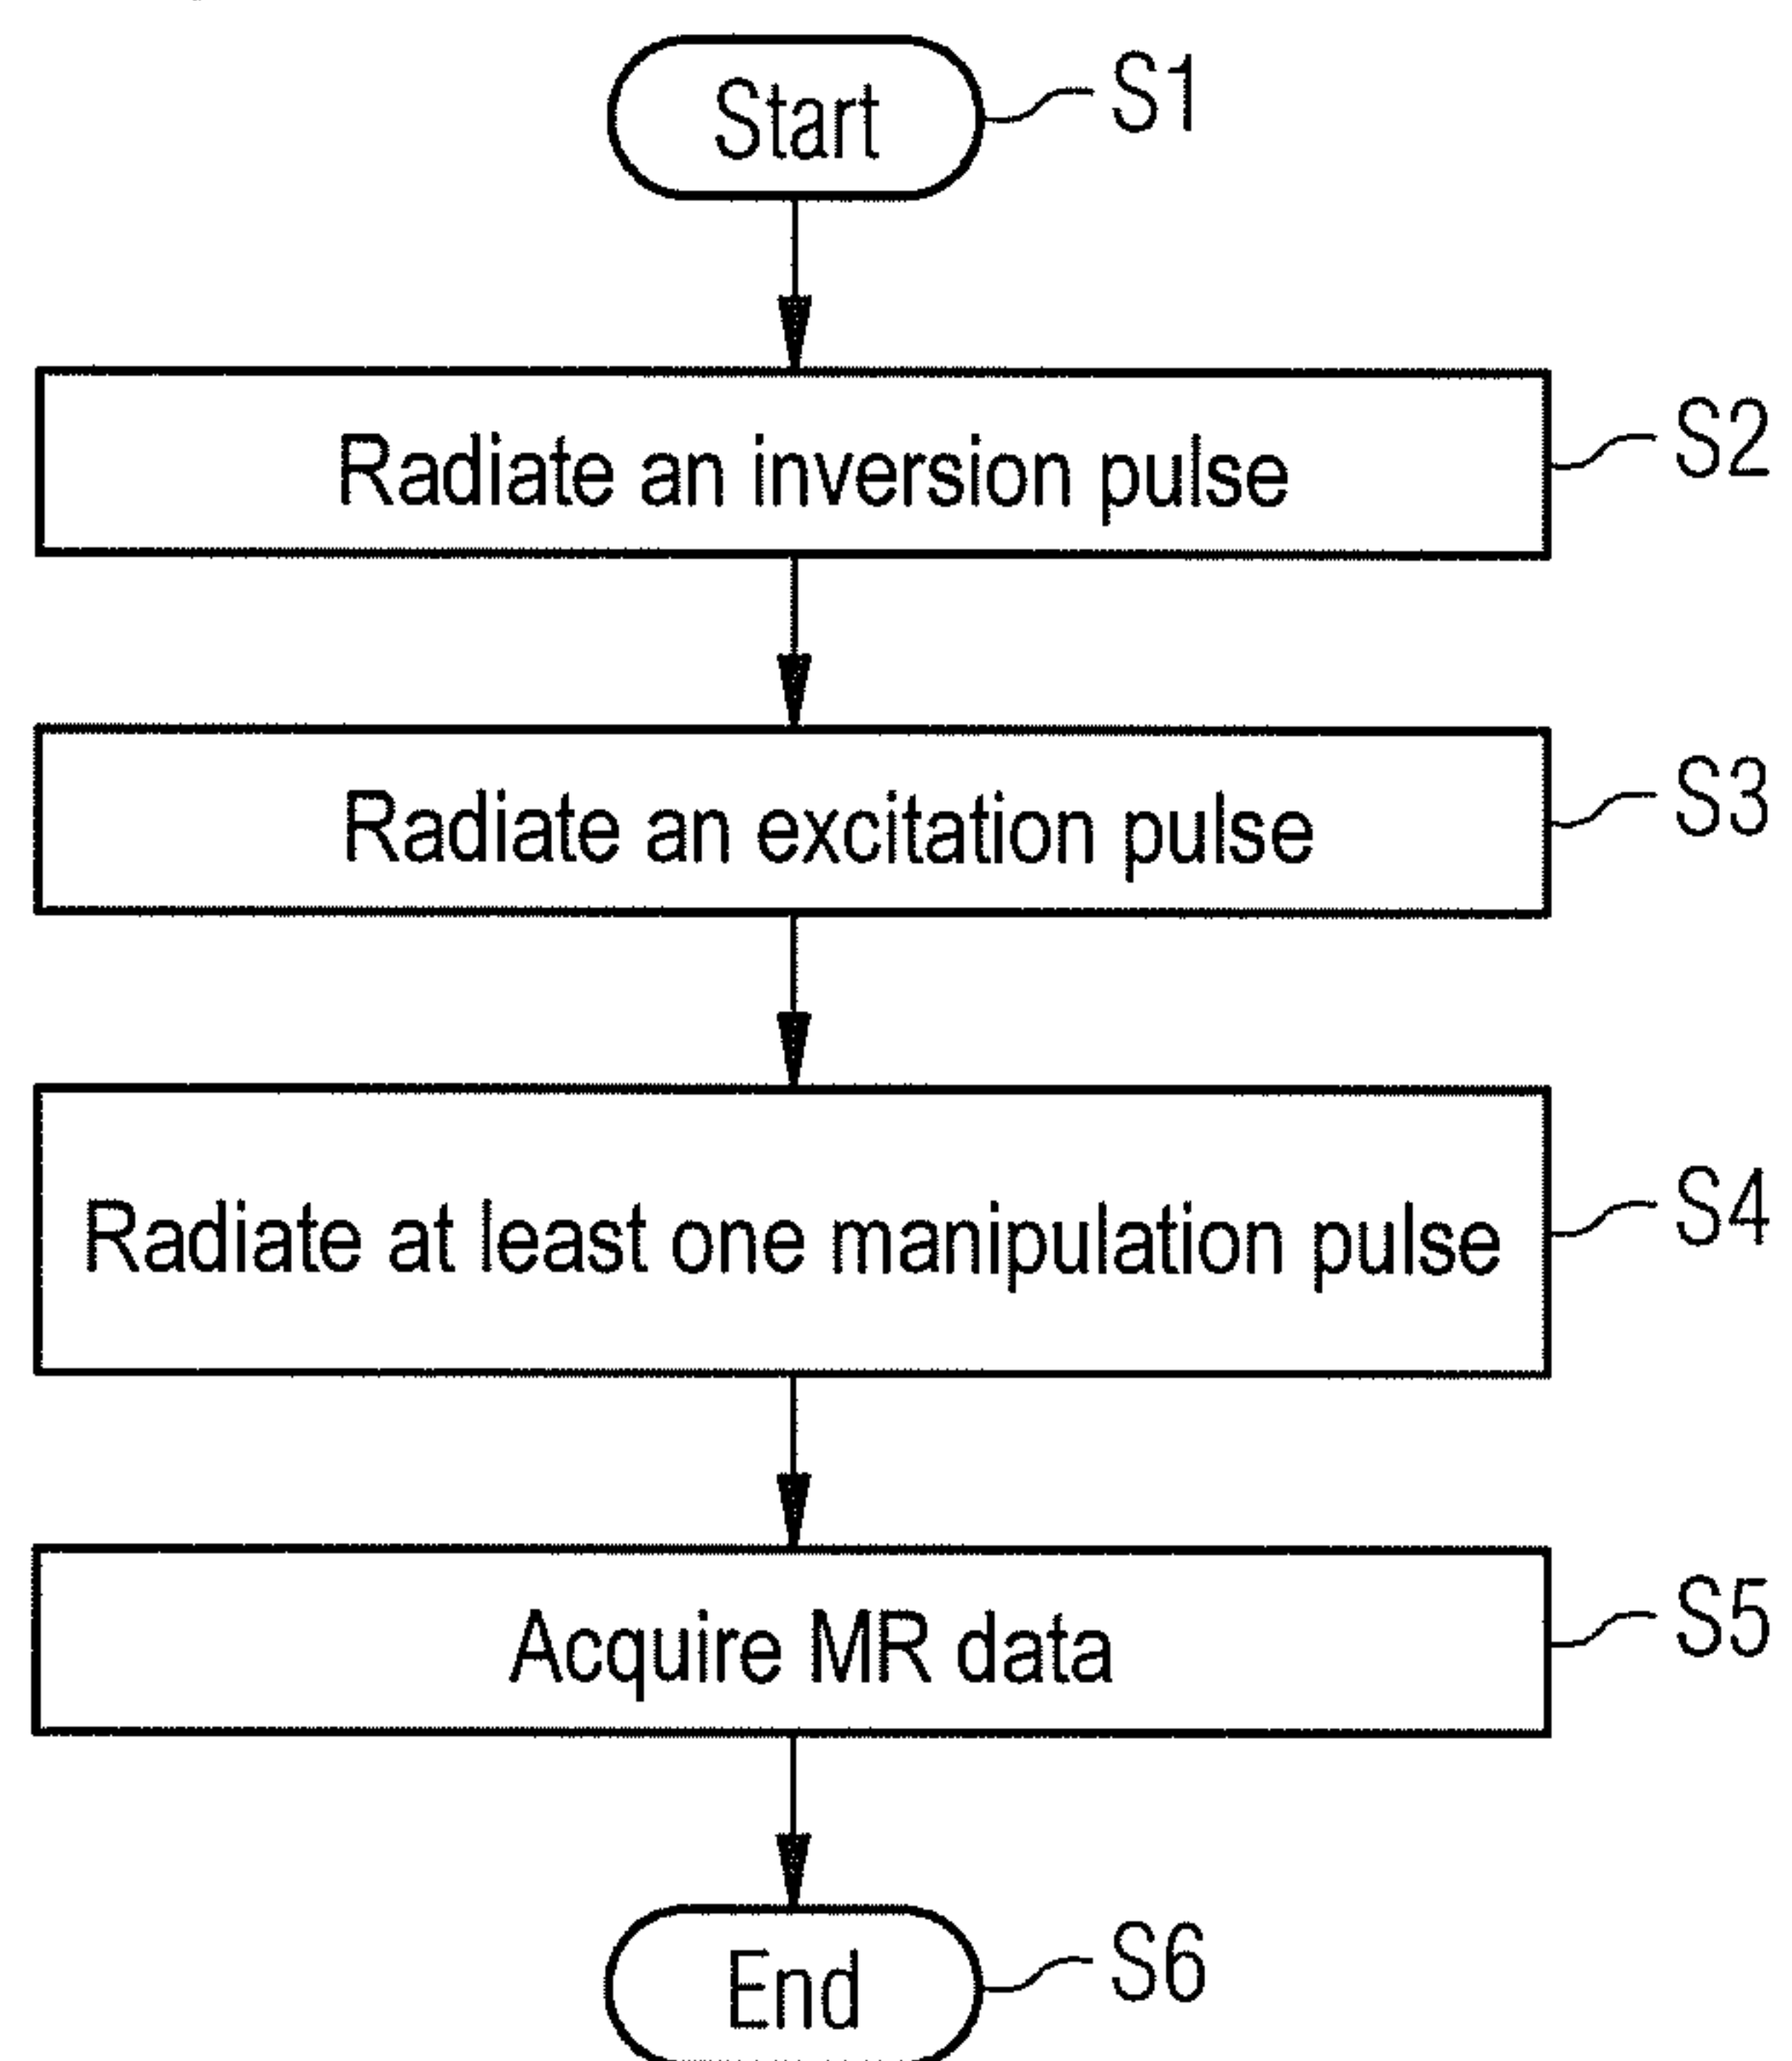 Start S1
Radiate an inversion pulse S2
Radiate an excitation pulse S3
Radiate at least one manipulation pulse S4
Acquire MR data S5
End S6